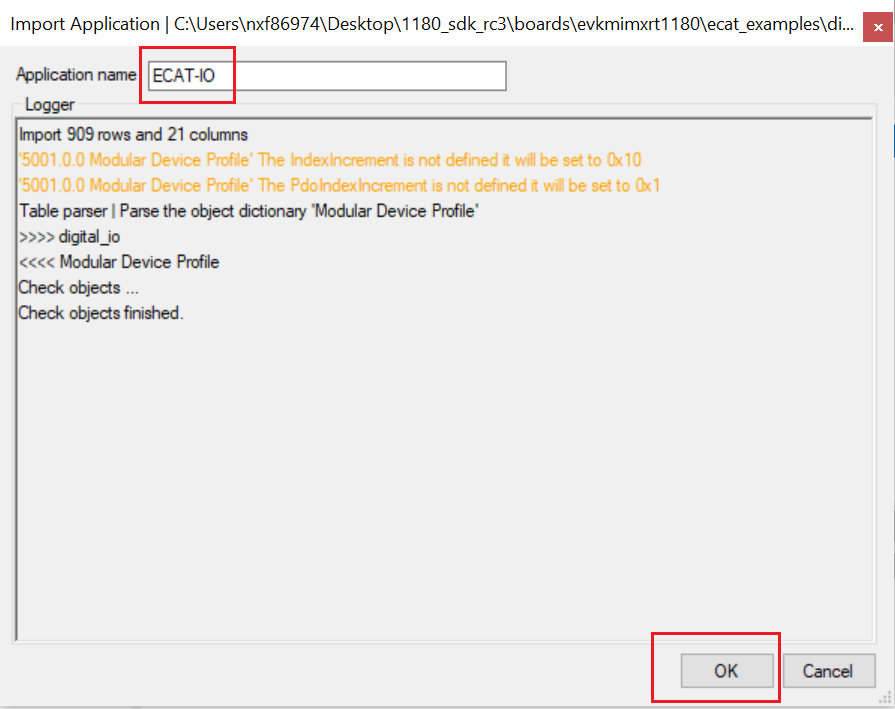 Import Application | C:\Users\nxf86974\Desktop\1180_sdk_rc3\boards\evkmimxrt1180\ecat_examples\di...
Application name ECAT-IO
Logger
Import 909 rows and 21 columns
'5001.0.0 Modular Device Profile' The IndexIncrement is not defined it will be set to 0x10
'5001.0.0 Modular Device Profile' The PdoIndexIncrement is not defined it will be set to 0x1
Table parser | Parse the object dictionary 'Modular Device Profile'
>>>> digital_io
<<<< Modular Device Profile
Check objects ...
Check objects finished.
OK Cancel